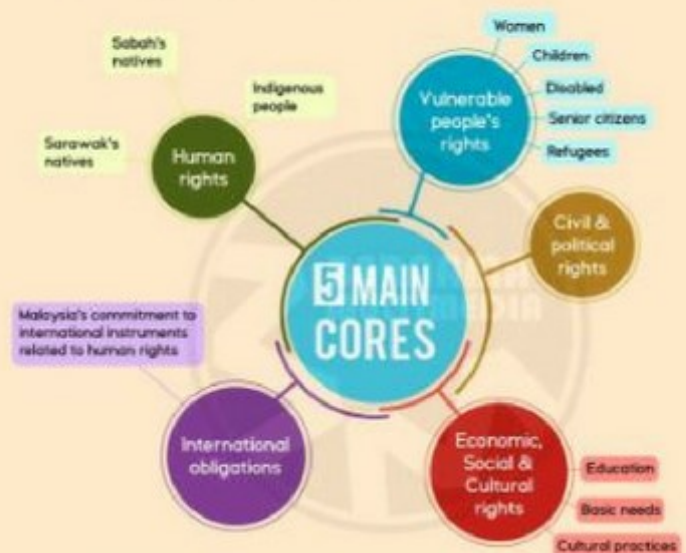 Sabah's
natives
Indigenous
people
Sarawak's
natives
Human
rights
Women
Children
Disabled
Senior citizens
Refugees
Vulnerable
people's
rights
Civil &
political
rights
5 MAIN
CORES
Malaysia's commitment to
international instruments
related to human rights
International
obligations
Economic,
Social &
Cultural
rights
Education
Basic needs
Cultural practices